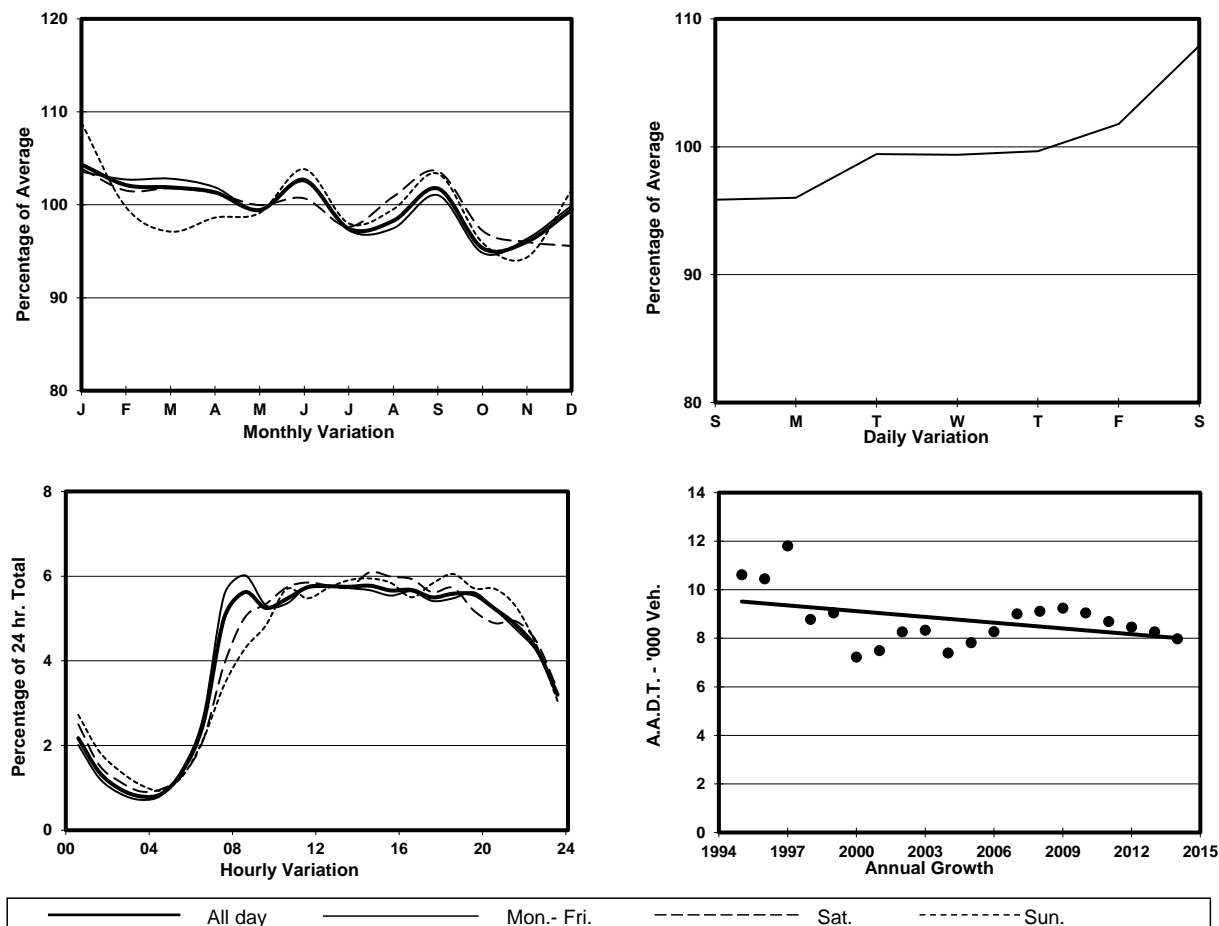 120
110
100
90
80
Percentage of Average
J F M A M J J A S O N D
Monthly Variation
110
100
90
80
Percentage of Average
S M T W T F S
Daily Variation
8
6
4
2
0
Percentage of 24 hr. Total
00 04 08 12 16 20 24
Hourly Variation
14
12
10
8
6
4
2
0
A.A.D.T. - '000 Veh.
1994 1997 2000 2003 2006 2009 2012 2015
Annual Growth
All day Mon.- Fri. Sat. Sun.